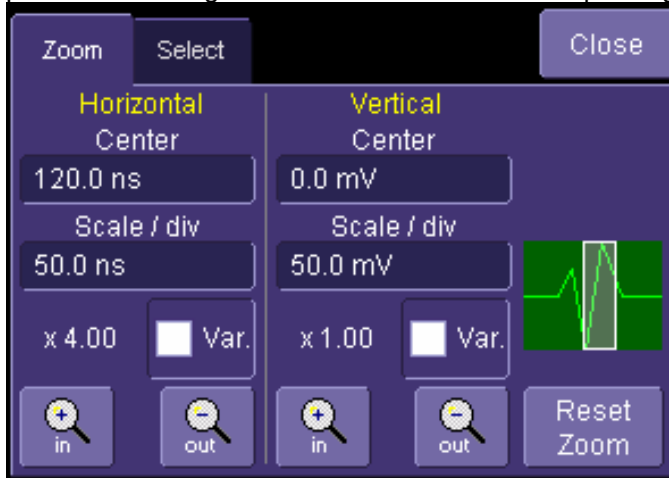 Zoom Select Close
Horizontal Vertical
Center Center
120.0 ns 0.0 mV
Scale / div Scale / div
50.0 ns 50.0 mV
x 4.00 Var. x 1.00 Var.
in out in out Reset
Zoom